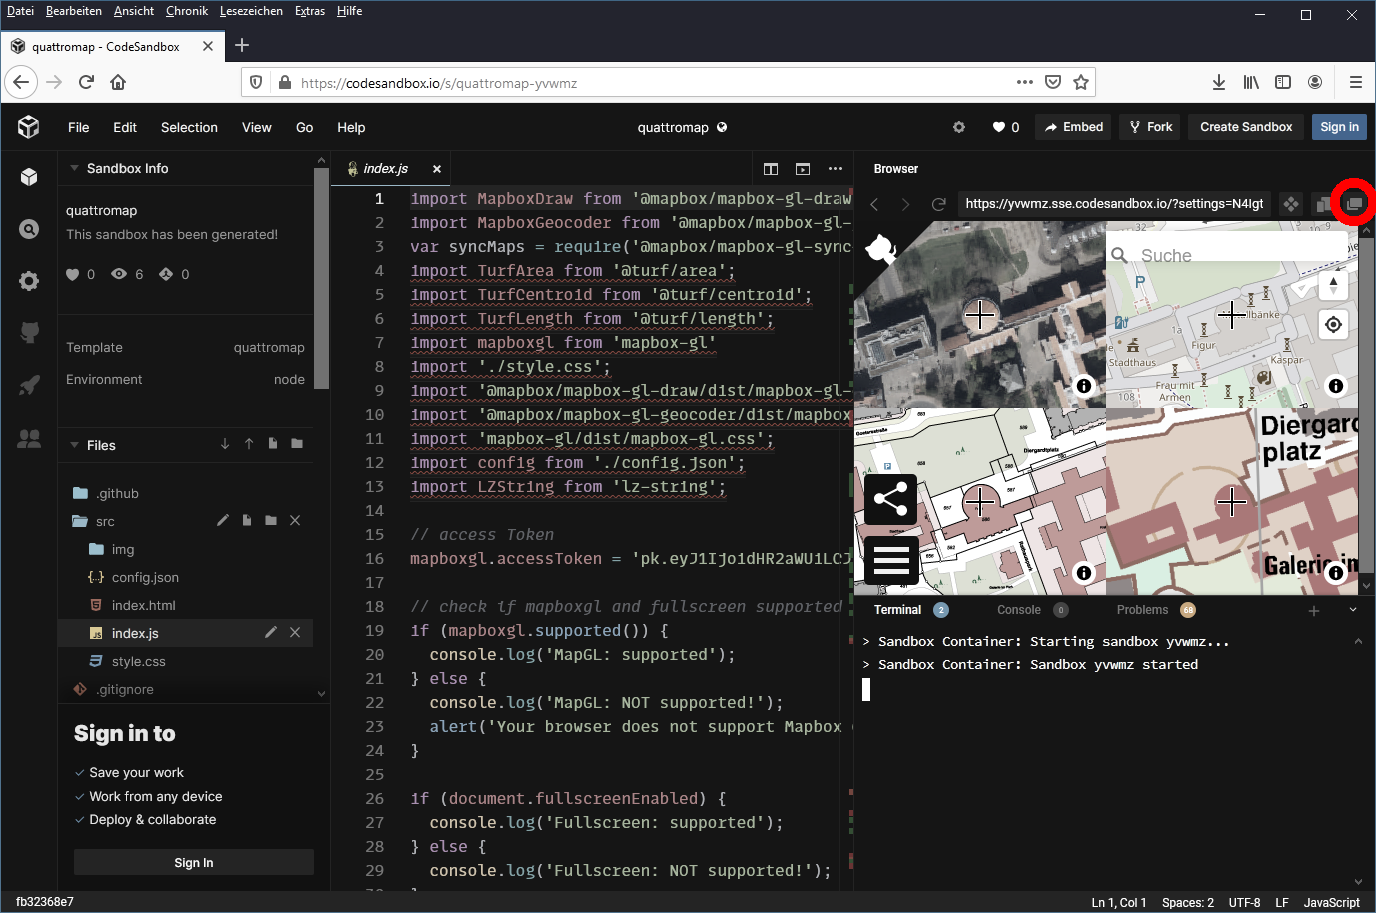 Datei Bearbeiten Ansicht Chronik Lesezeichen Extras Hilfe
quattromap - CodeSandbox
https://codesandbox.io/s/quattromap-yvwmz
File Edit Selection View Go Help
quattromap
0
Embed
Fork
Create Sandbox
Sign in
Sandbox Info
quattromap
This sandbox has been generated!
0 6 0
Template quattromap
Environment node
Files
.github
src
img
config.json
index.html
index.js
style.css
.gitignore
Sign in to
Save your work
Work from any device
Deploy & collaborate
Sign In
index.js
1 import MapboxDraw from '@mapbox/mapbox-gl-draw
2 import MapboxGeocoder from '@mapbox/mapbox-gl-
3 var syncMaps = require('@mapbox/mapbox-gl-sync
4 import TurfArea from '@turf/area';
5 import TurfCentroid from '@turf/centroid';
6 import TurfLength from '@turf/length';
7 import mapboxgl from 'mapbox-gl'
8 import './style.css';
9 import '@mapbox/mapbox-gl-draw/dist/mapbox-gl-
10 import '@mapbox/mapbox-gl-geocoder/dist/mapbox
11 import 'mapbox-gl/dist/mapbox-gl.css';
12 import config from './config.json';
13 import LZString from 'lz-string';
14
15 // access Token
16 mapboxgl.accessToken = 'pk.eyJ1IjoidHR2aWU1LCJ
17
18 // check if mapboxgl and fullscreen supported
19 if (mapboxgl.supported()) {
20 console.log('MapGL: supported');
21 } else {
22 console.log('MapGL: NOT supported!');
23 alert('Your browser does not support Mapbox
24 }
25
26 if (document.fullscreenEnabled) {
27 console.log('Fullscreen: supported');
28 } else {
29 console.log('Fullscreen: NOT supported!');
Browser
https://yvwmz.sse.codesandbox.io/?settings=N4Igt
32
Suche
P
1a
Figur
Stadthaus
Kaspar
Frau mit
Armen
108
Diergardtplatz
Diergard
platz
Galerie im
Terminal 2 Console 0 Problems 68
> Sandbox Container: Starting sandbox yvwmz...
> Sandbox Container: Sandbox yvwmz started
fb32368e7
Ln 1, Col 1 Spaces: 2 UTF-8 LF JavaScript